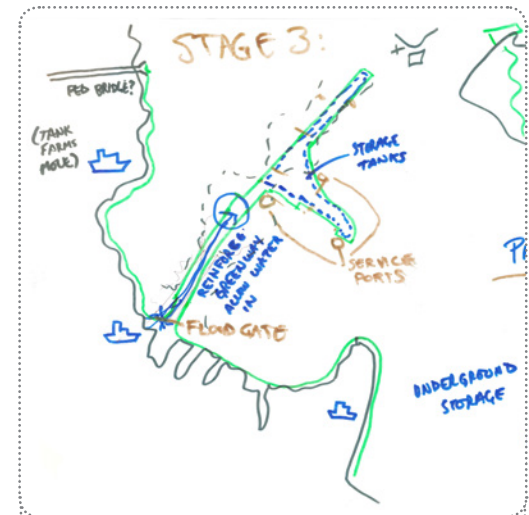 STAGE 3:
PED BRIDGE?
(TANK
FARMS
MOLE)
STORAGE
TANKS
REINFORCE
GREENWAY
ALLOW WATER
IN
SERVICE
PORTS
FLOOD GATE
UNDERGROUND
STORAGE